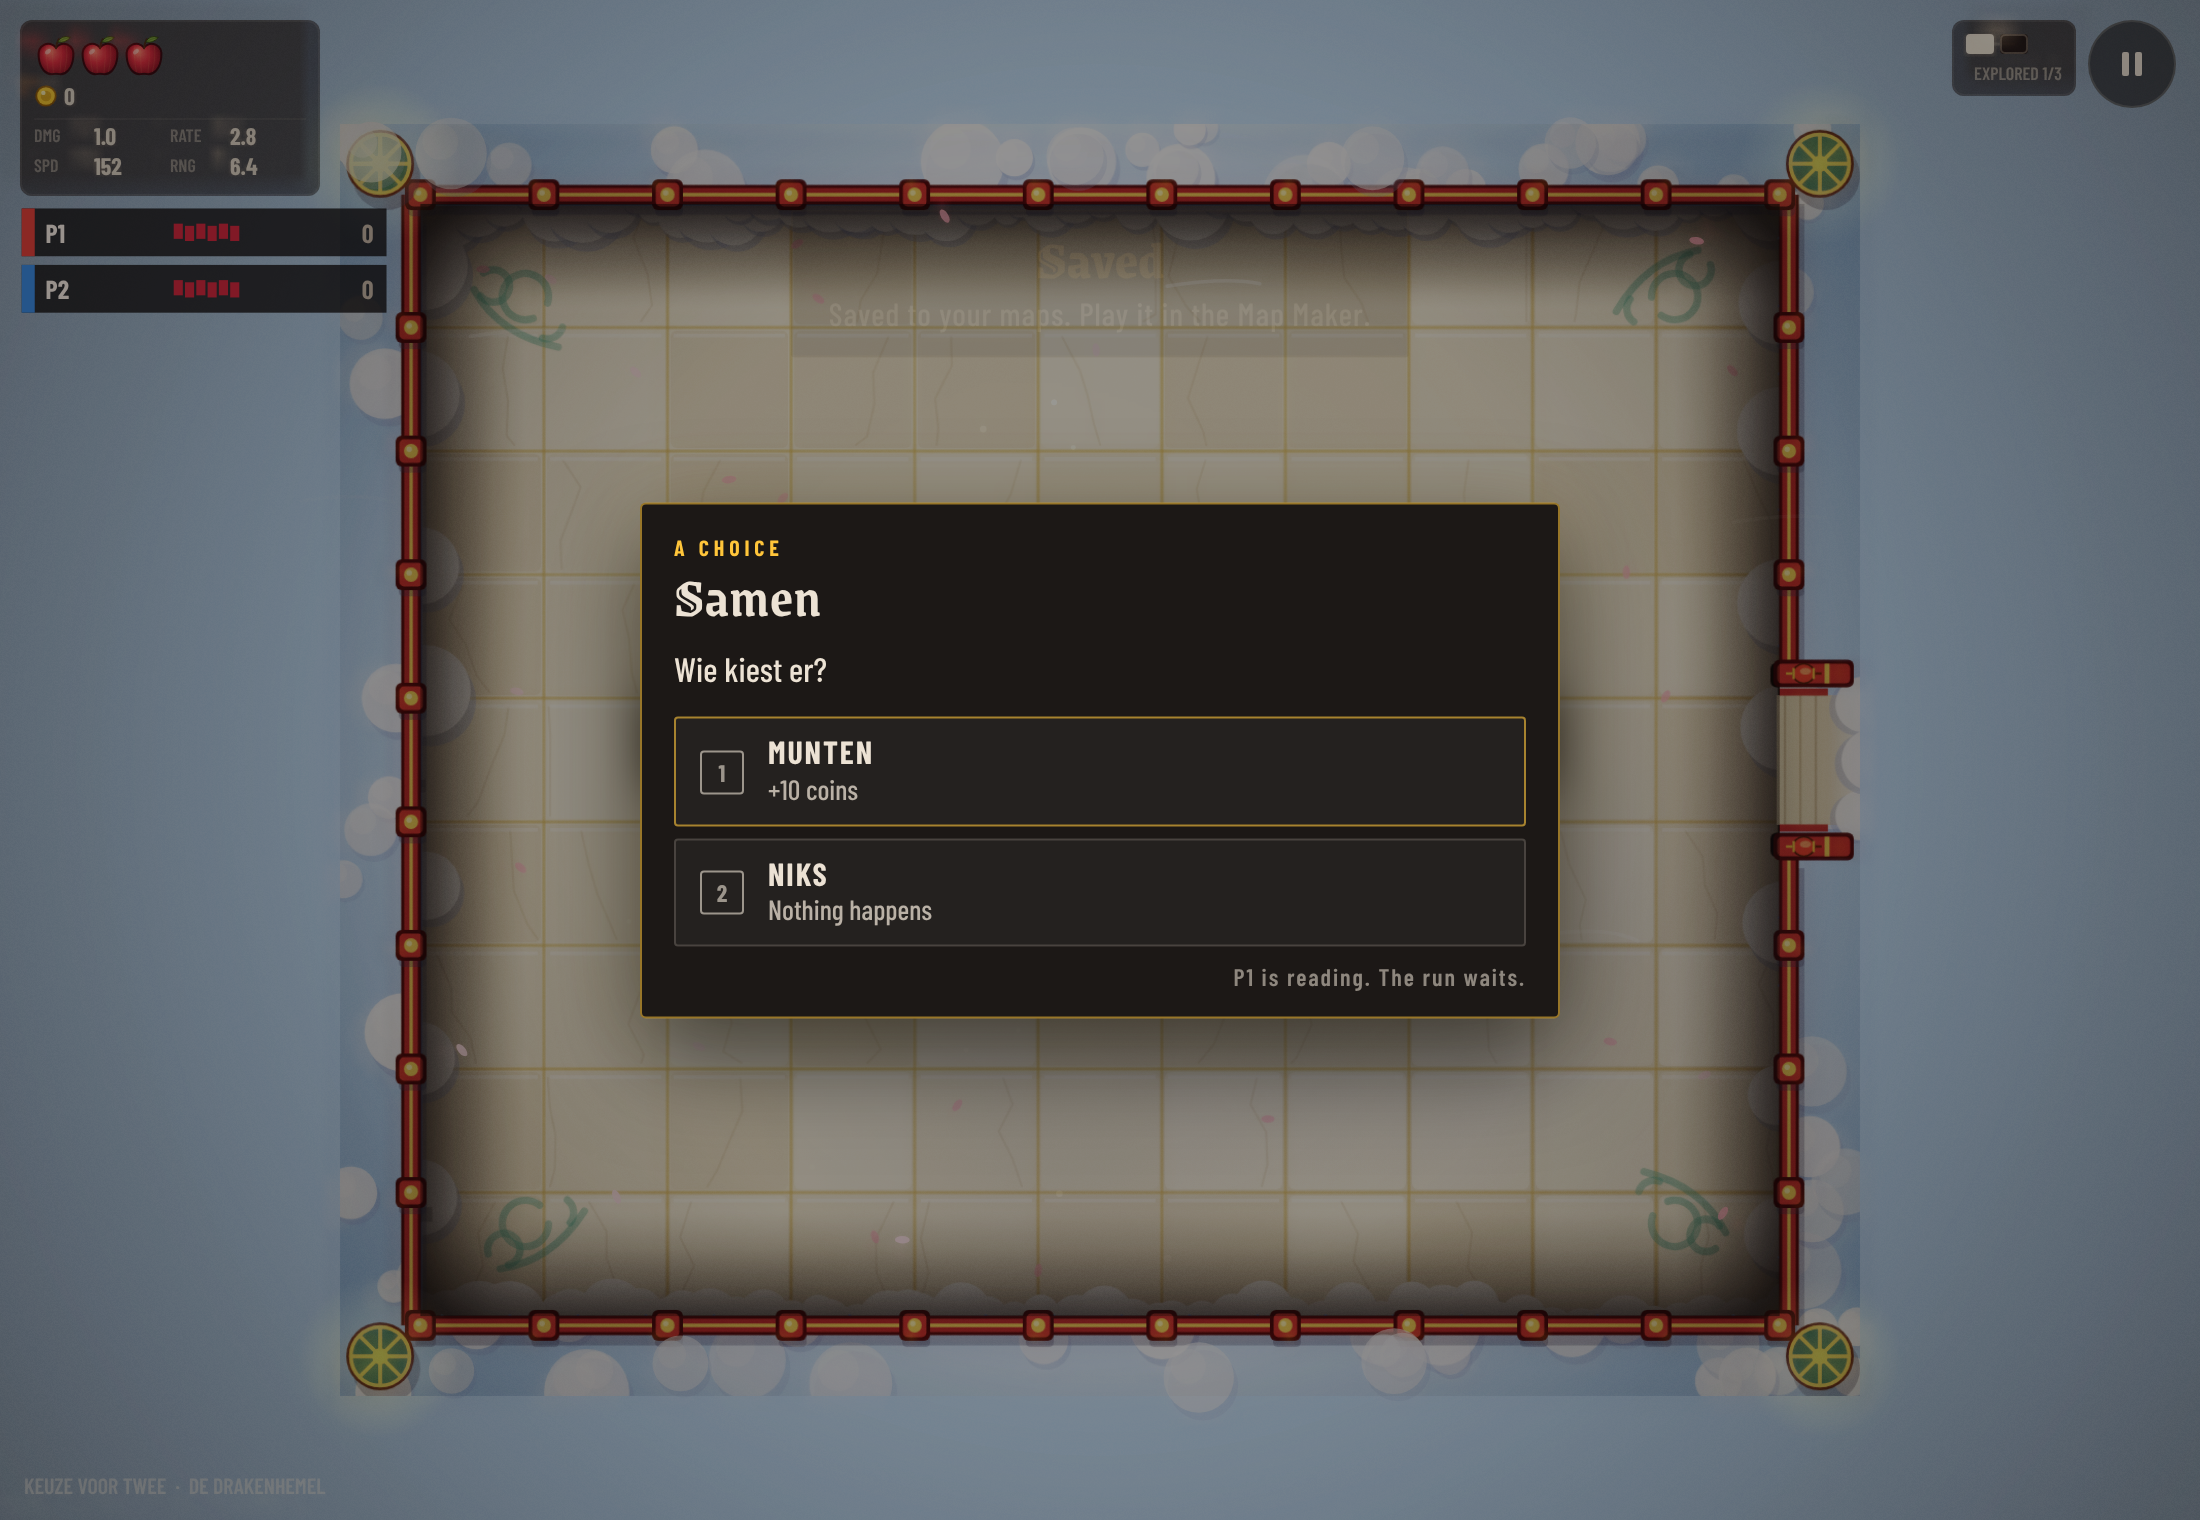 0
DMG 1.0 RATE 2.8
SPD 152 RNG 6.4
P1 0
P2 0
EXPLORED 1/3
Saved
Saved to your maps. Play it in the Map Maker.
A CHOICE
Samen
Wie kiest er?
1 MUNTEN
+10 coins
2 NIKS
Nothing happens
P1 is reading. The run waits.
KEUZE VOOR TWEE · DE DRAKENHEMEL